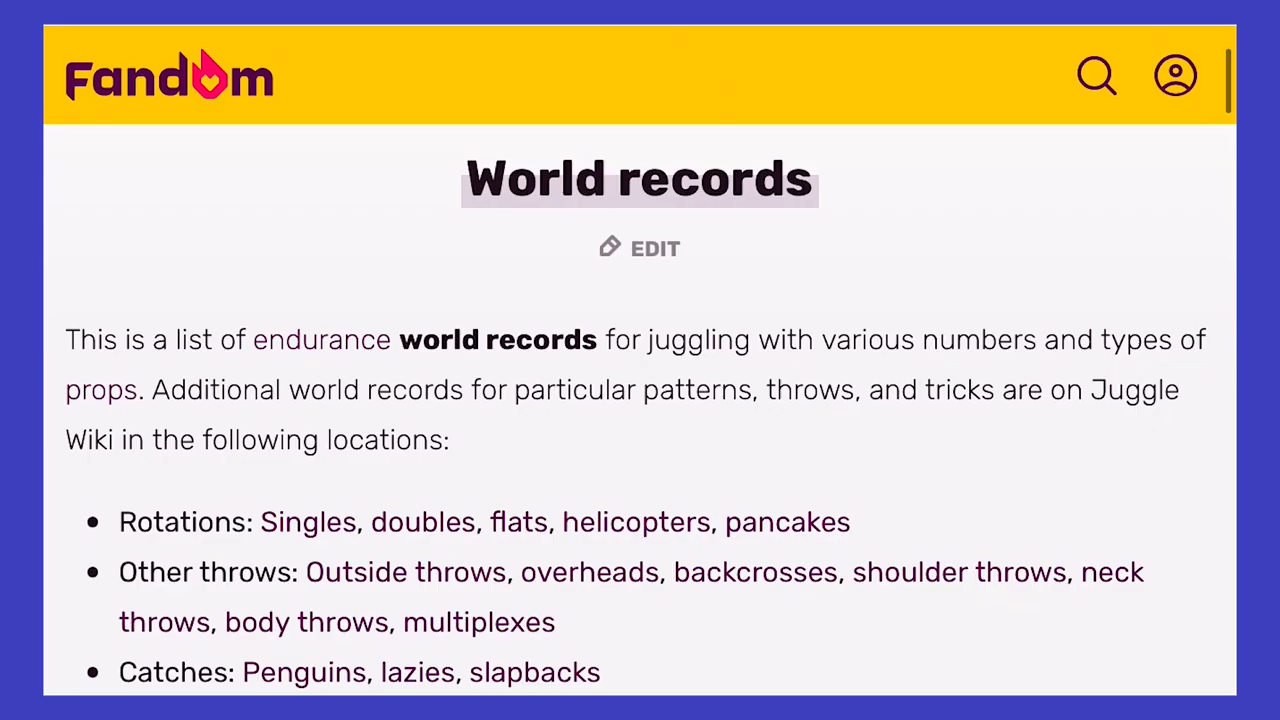 Fandom
World records
EDIT
This is a list of endurance world records for juggling with various numbers and types of
props. Additional world records for particular patterns, throws, and tricks are on Juggle
Wiki in the following locations:
• Rotations: Singles, doubles, flats, helicopters, pancakes
• Other throws: Outside throws, overheads, backcrosses, shoulder throws, neck
throws, body throws, multiplexes
• Catches: Penguins, lazies, slapbacks